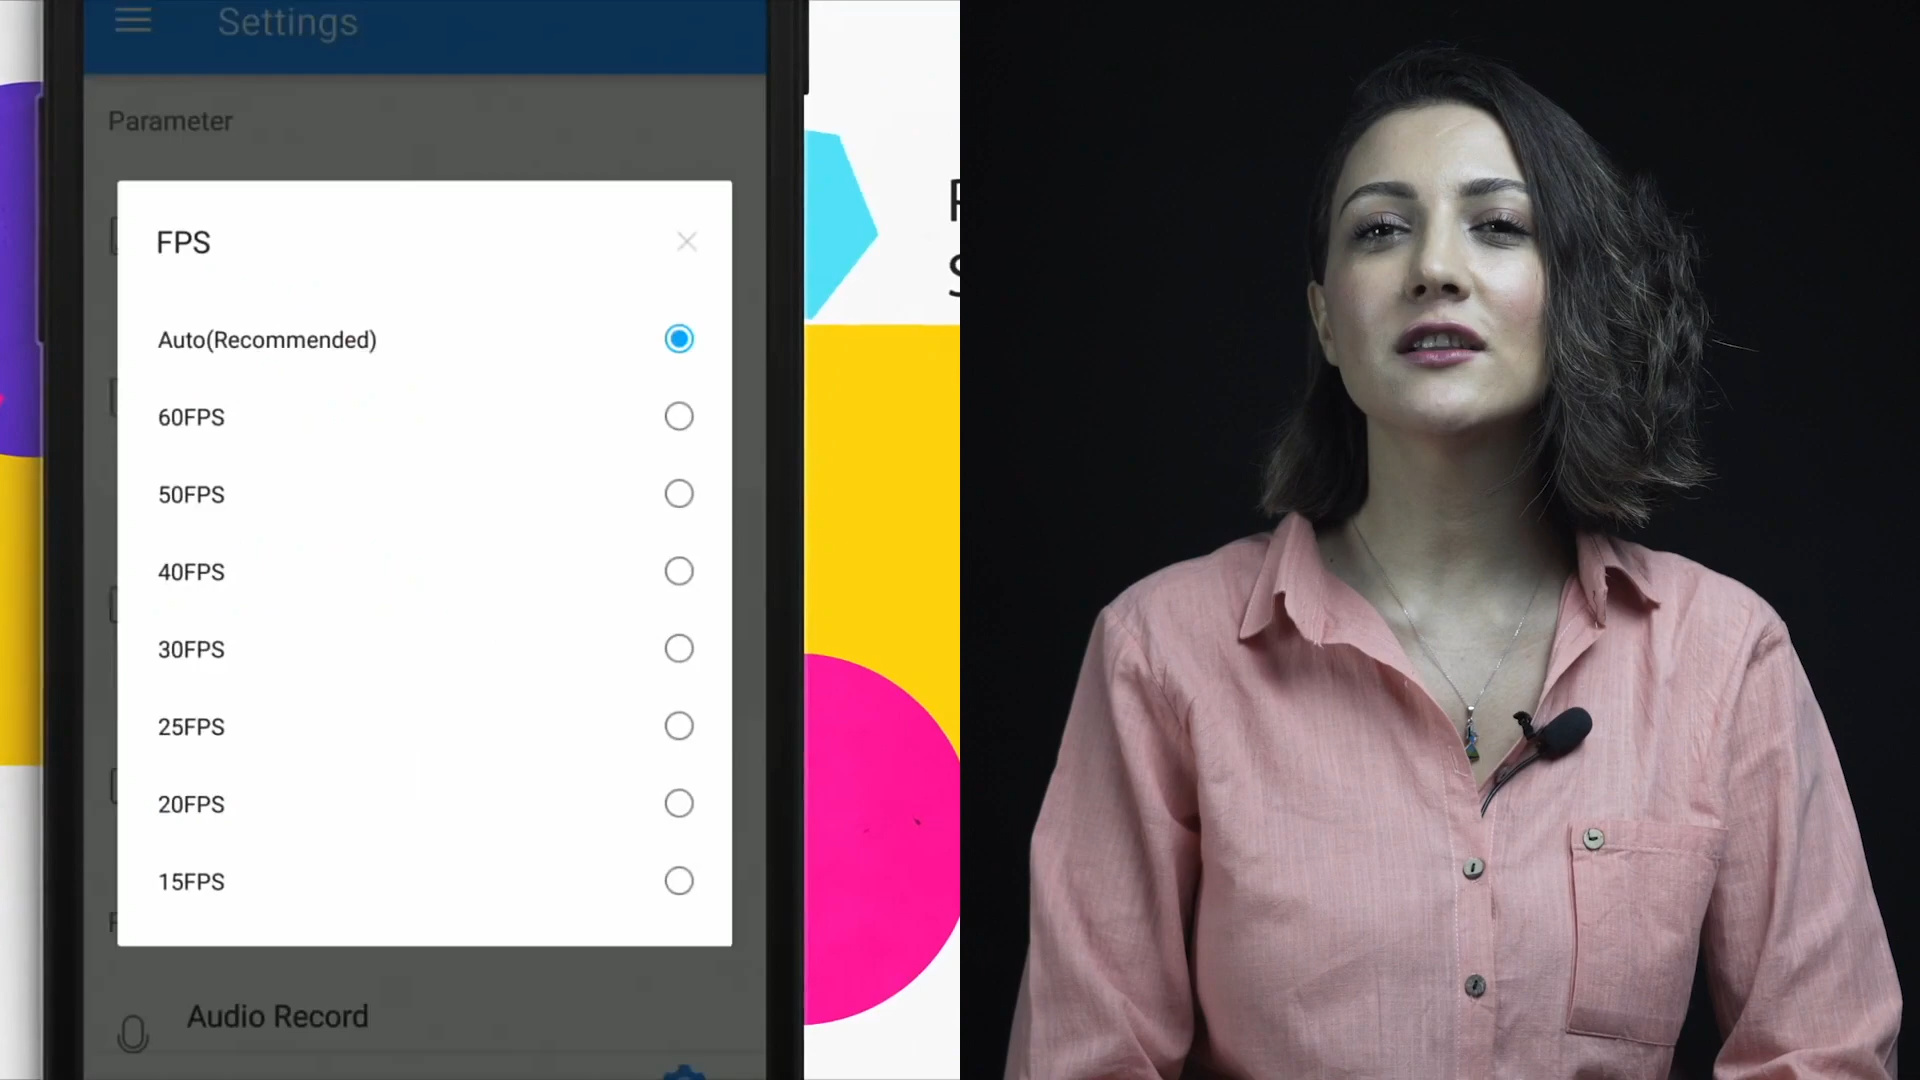 Settings
Parameter
FPS
Auto(Recommended)
60FPS
50FPS
40FPS
30FPS
25FPS
20FPS
15FPS
Audio Record